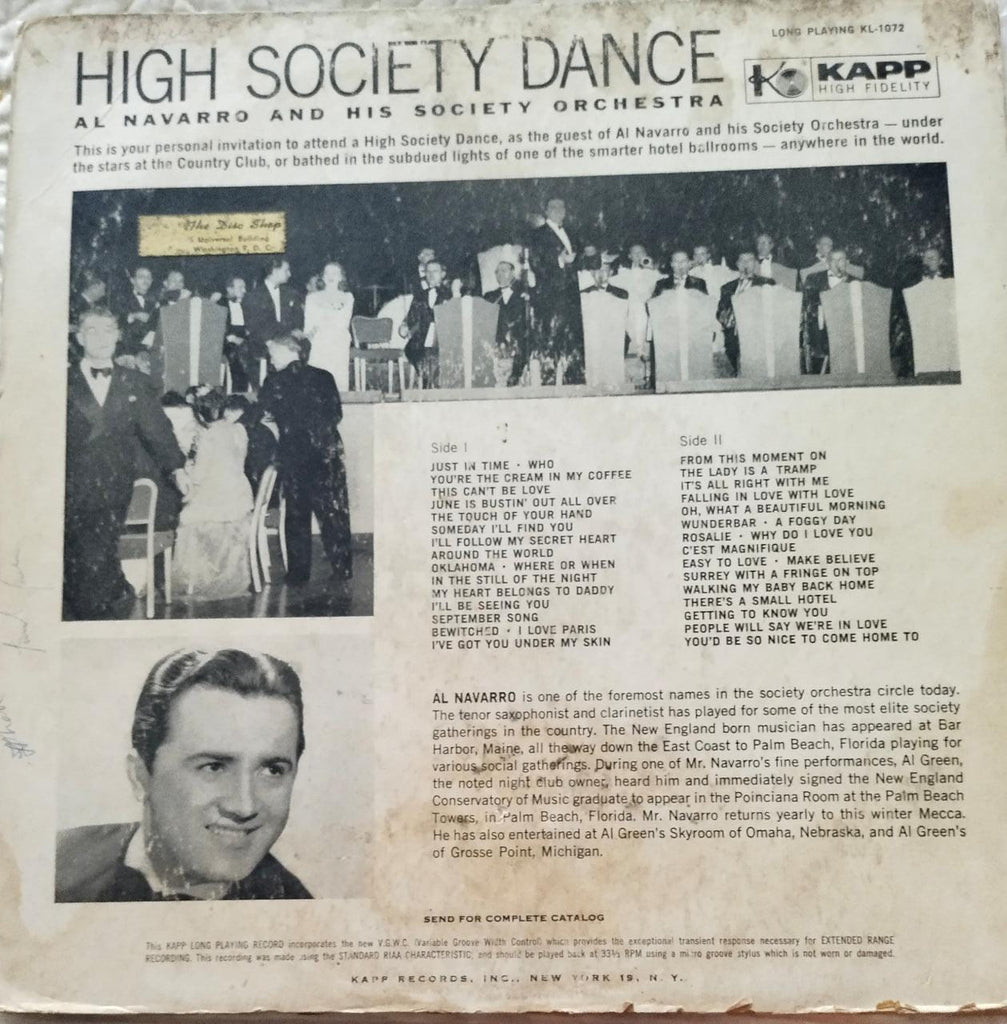 LONG PLAYING KL-1072
HIGH SOCIETY DANCE
KAPP
HIGH FIDELITY
AL NAVARRO AND HIS SOCIETY ORCHESTRA
This is your personal invitation to attend a High Society Dance, as the guest of Al Navarro and his Society Orchestra — under
the stars at the Country Club, or bathed in the subdued lights of one of the smarter hotel ballrooms — anywhere in the world.
The Disc Shop
Universal Building
Washington 9, D. C.
Side I
JUST IN TIME • WHO
YOU'RE THE CREAM IN MY COFFEE
THIS CAN'T BE LOVE
JUNE IS BUSTIN' OUT ALL OVER
THE TOUCH OF YOUR HAND
SOMEDAY I'LL FIND YOU
I'LL FOLLOW MY SECRET HEART
AROUND THE WORLD
OKLAHOMA • WHERE OR WHEN
IN THE STILL OF THE NIGHT
MY HEART BELONGS TO DADDY
I'LL BE SEEING YOU
SEPTEMBER SONG
BEWITCHED • I LOVE PARIS
I'VE GOT YOU UNDER MY SKIN
Side II
FROM THIS MOMENT ON
THE LADY IS A TRAMP
IT'S ALL RIGHT WITH ME
FALLING IN LOVE WITH LOVE
OH, WHAT A BEAUTIFUL MORNING
WUNDERBAR • A FOGGY DAY
ROSALIE • WHY DO I LOVE YOU
C'EST MAGNIFIQUE
EASY TO LOVE • MAKE BELIEVE
SURREY WITH A FRINGE ON TOP
WALKING MY BABY BACK HOME
THERE'S A SMALL HOTEL
GETTING TO KNOW YOU
PEOPLE WILL SAY WE'RE IN LOVE
YOU'D BE SO NICE TO COME HOME TO
AL NAVARRO is one of the foremost names in the society orchestra circle today.
The tenor saxophonist and clarinetist has played for some of the most elite society
gatherings in the country. The New England born musician has appeared at Bar
Harbor, Maine, all the way down the East Coast to Palm Beach, Florida playing for
various social gatherings. During one of Mr. Navarro's fine performances, Al Green,
the noted night club owner, heard him and immediately signed the New England
Conservatory of Music graduate to appear in the Poinciana Room at the Palm Beach
Towers, in Palm Beach, Florida. Mr. Navarro returns yearly to this winter Mecca.
He has also entertained at Al Green's Skyroom of Omaha, Nebraska, and Al Green's
of Grosse Point, Michigan.
SEND FOR COMPLETE CATALOG
This KAPP LONG PLAYING RECORD incorporates the new V.G.W.C. (Variable Groove Width Control) which provides the exceptional transient response necessary for EXTENDED RANGE
RECORDING. This recording was made using the STANDARD RIAA CHARACTERISTIC, and should be played back at 33⅓ RPM using a micro groove stylus which is not worn or damaged.
KAPP RECORDS, INC., NEW YORK 19, N. Y.